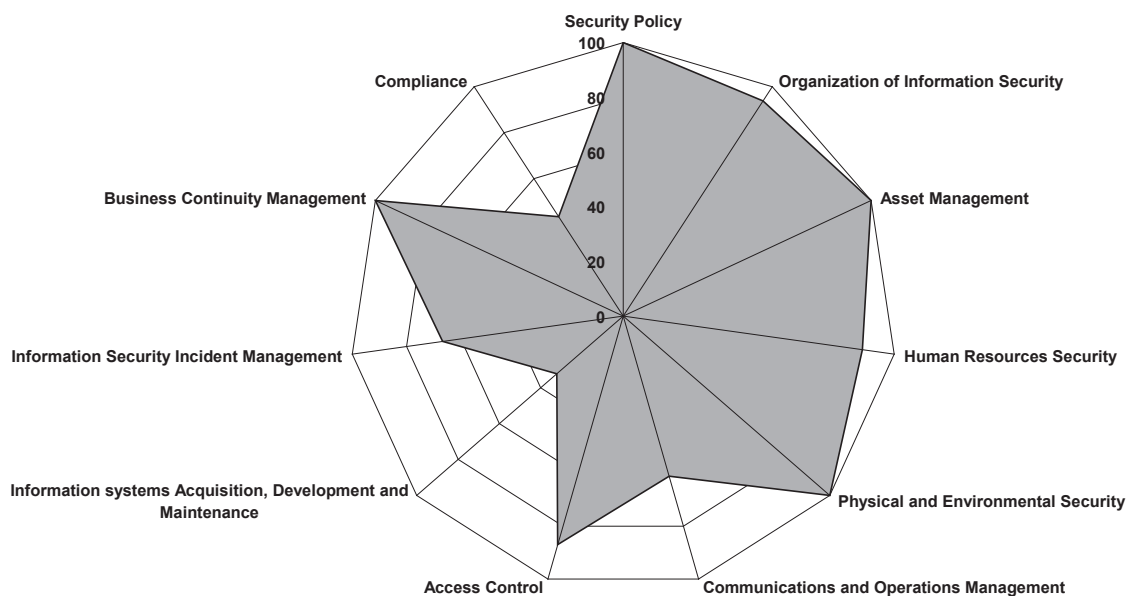 Security Policy
100
Organization of Information Security
Compliance
80
60
Business Continuity Management
Asset Management
40
20
0
Information Security Incident Management
Human Resources Security
Information systems Acquisition, Development and
Maintenance
Physical and Environmental Security
Access Control
Communications and Operations Management